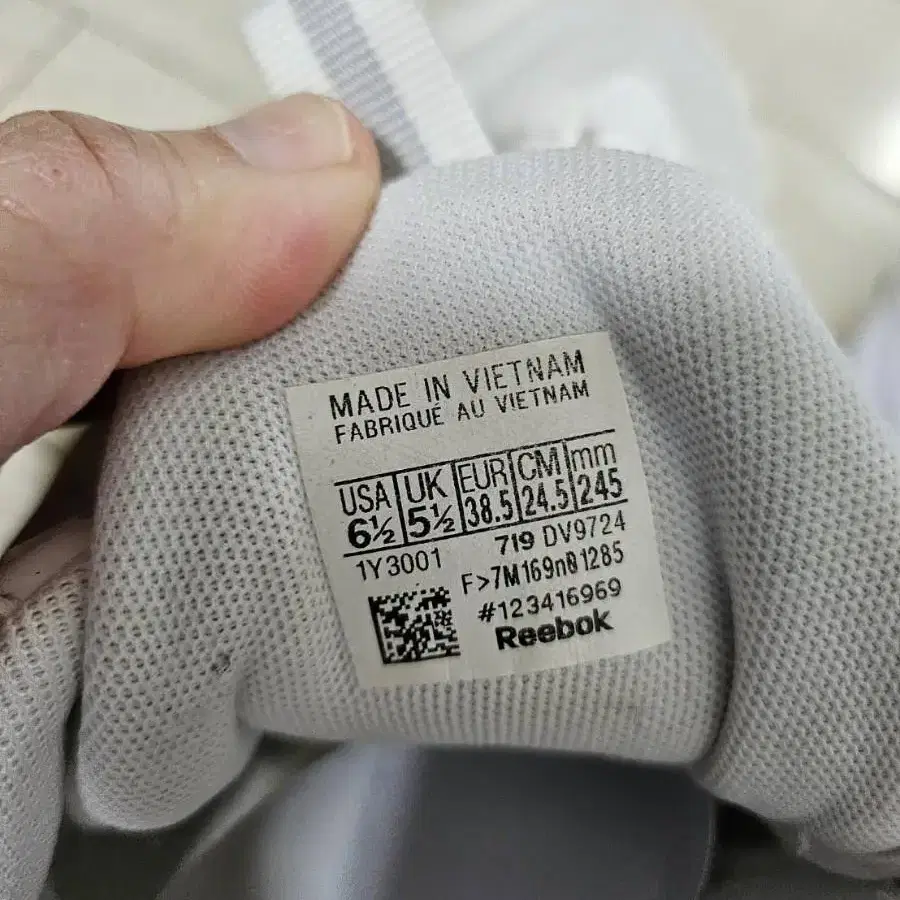 MADE IN VIETNAM
FABRIQUÉ AU VIETNAM
USA UK EUR CM mm
6½ 5½ 38.5 24.5 245
1Y3001 719 DV9724
#123416969
Reebok